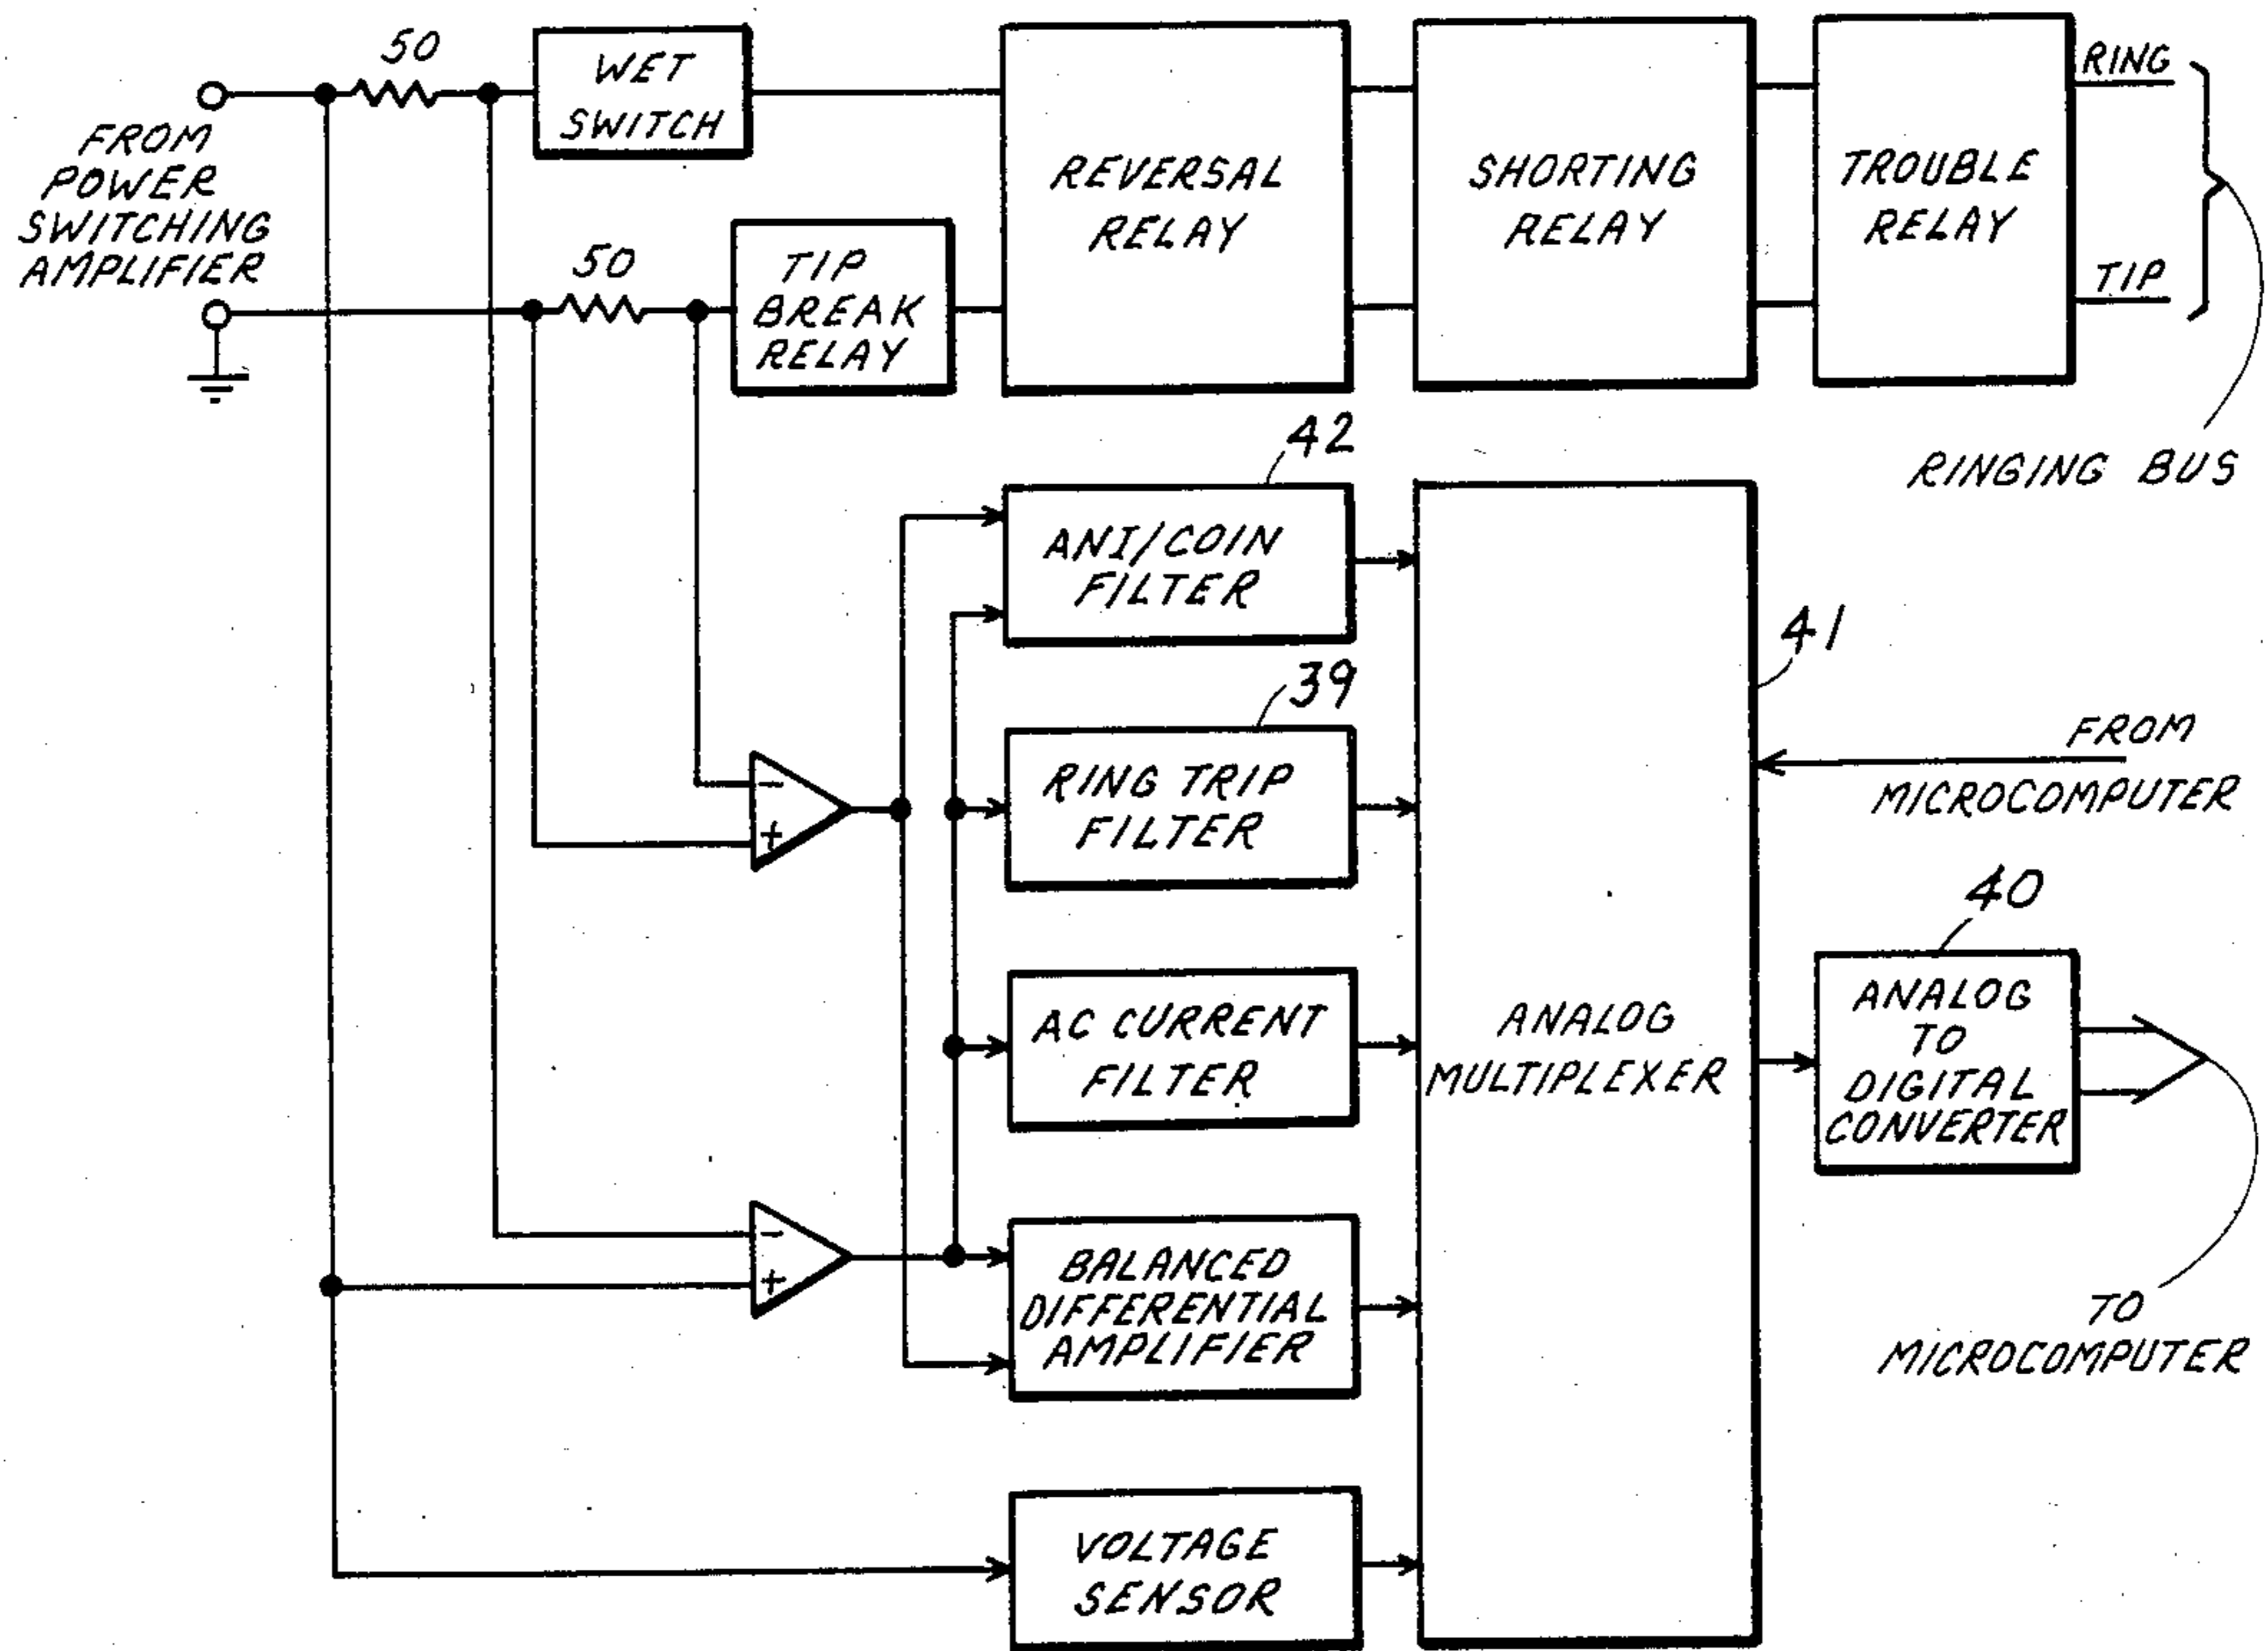 50
WET
SWITCH
FROM
POWER
SWITCHING
AMPLIFIER
50
TIP
BREAK
RELAY
REVERSAL
RELAY
SHORTING
RELAY
TROUBLE
RELAY
RING
TIP
RINGING BUS
42
ANI/COIN
FILTER
39
RING TRIP
FILTER
AC CURRENT
FILTER
BALANCED
DIFFERENTIAL
AMPLIFIER
VOLTAGE
SENSOR
-
+
-
+
41
ANALOG
MULTIPLEXER
FROM
MICROCOMPUTER
40
ANALOG
TO
DIGITAL
CONVERTER
TO
MICROCOMPUTER